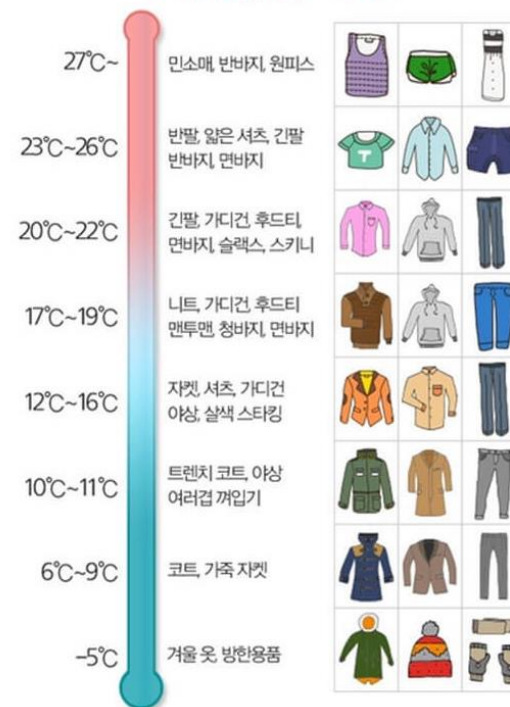 27℃~
민소매, 반바지, 원피스
23℃~26℃
반팔, 얇은 셔츠, 긴팔
반바지, 면바지
20℃~22℃
긴팔, 가디건, 후드티,
면바지, 슬랙스, 스키니
17℃~19℃
니트, 가디건, 후드티
맨투맨, 청바지, 면바지
12℃~16℃
자켓, 셔츠, 가디건
야상, 살색 스타킹
10℃~11℃
트렌치 코트, 야상
여러겹 껴입기
6℃~9℃
코트, 가죽 자켓
-5℃
겨울 옷, 방한용품